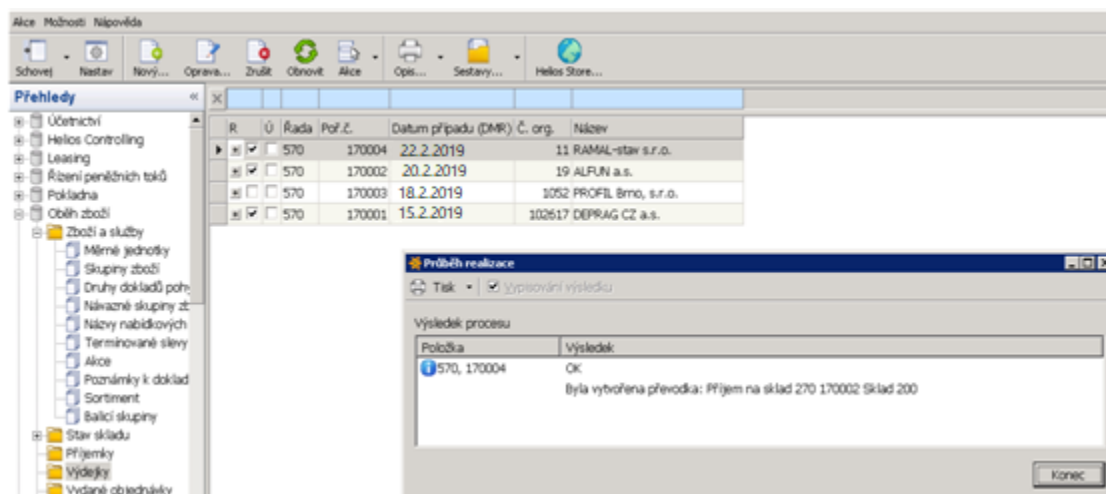 Akce Možnosti Nápověda
Schovej Nastav Nový... Oprava... Zrušit Obnovit Akce Opis... Sestavy... Helios Store...
Přehledy «
Účetnictví
Helios Controlling
Leasing
Řízení peněžních toků
Pokladna
Oběh zboží
Zboží a služby
Měrné jednotky
Skupiny zboží
Druhy dokladů pohy
Návazné skupiny zb
Názvy nabídkových
Termínované slevy
Akce
Poznámky k doklad
Sortiment
Balicí skupiny
Stav skladu
Příjemky
Výdejky
Vydané objednávky
R Ú Řada Poř.č. Datum případu (DMR) Č. org. Název
570 170004 22.2.2019 11 RAMAL-stav s.r.o.
570 170002 20.2.2019 19 ALFUN a.s.
570 170003 18.2.2019 1052 PROFIL Brno, s.r.o.
570 170001 15.2.2019 102617 DEPRAG CZ a.s.
Průběh realizace
Tisk Vypisování výsledku
Výsledek procesu
Položka Výsledek
570, 170004 OK
Byla vytvořena převodka: Příjem na sklad 270 170002 Sklad 200
Konec